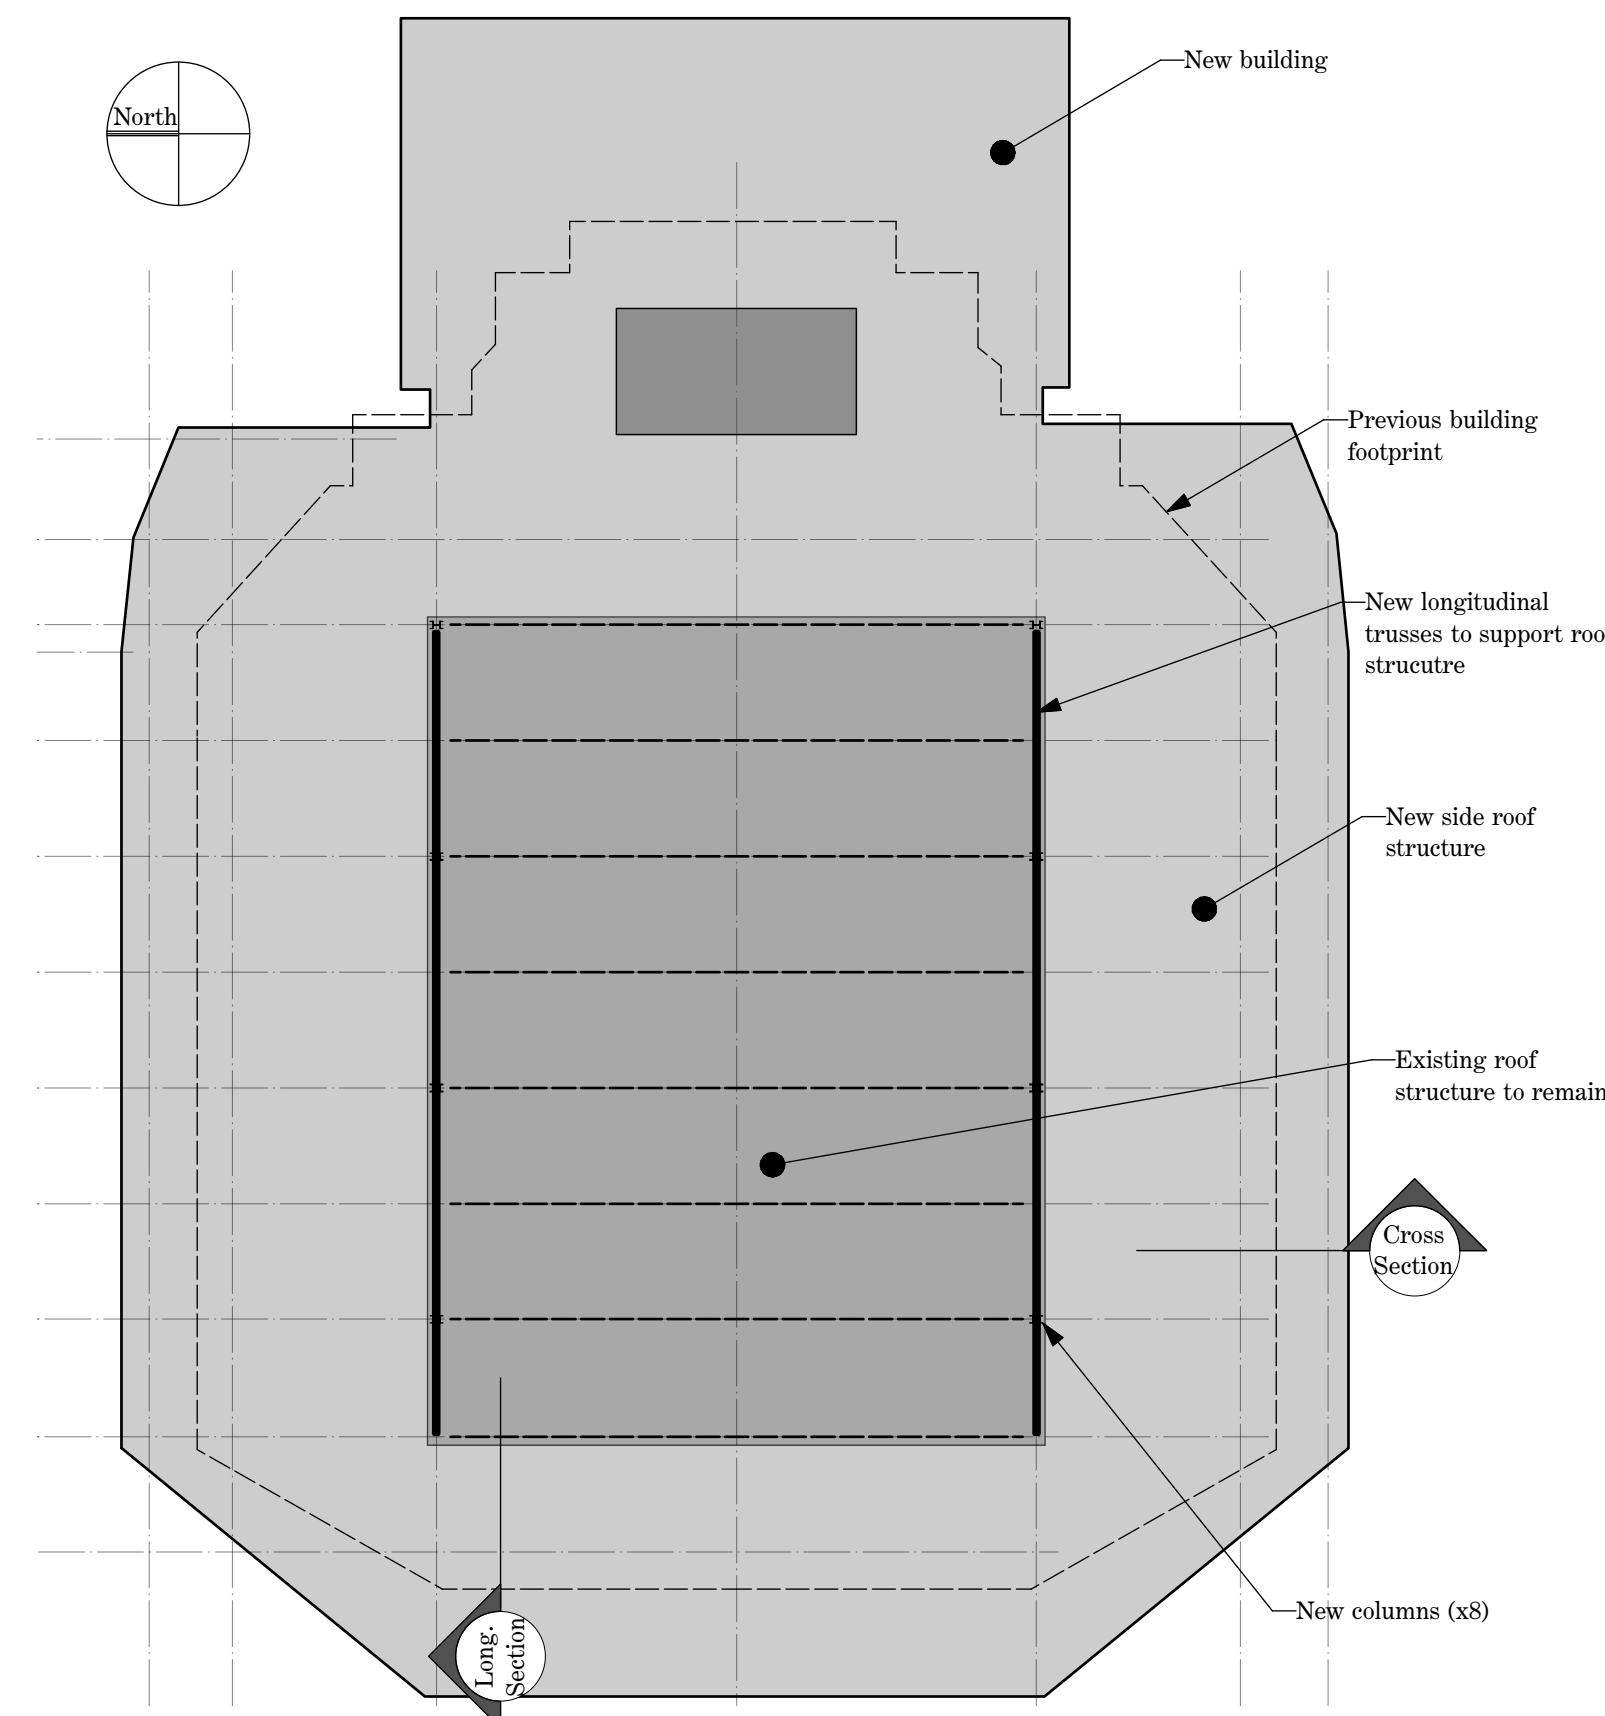 North
New building
Previous building
footprint
New longitudinal
trusses to support roo
strucutre
New side roof
structure
Existing roof
structure to remain
Cross
Section
New columns (x8)
Long.
Section